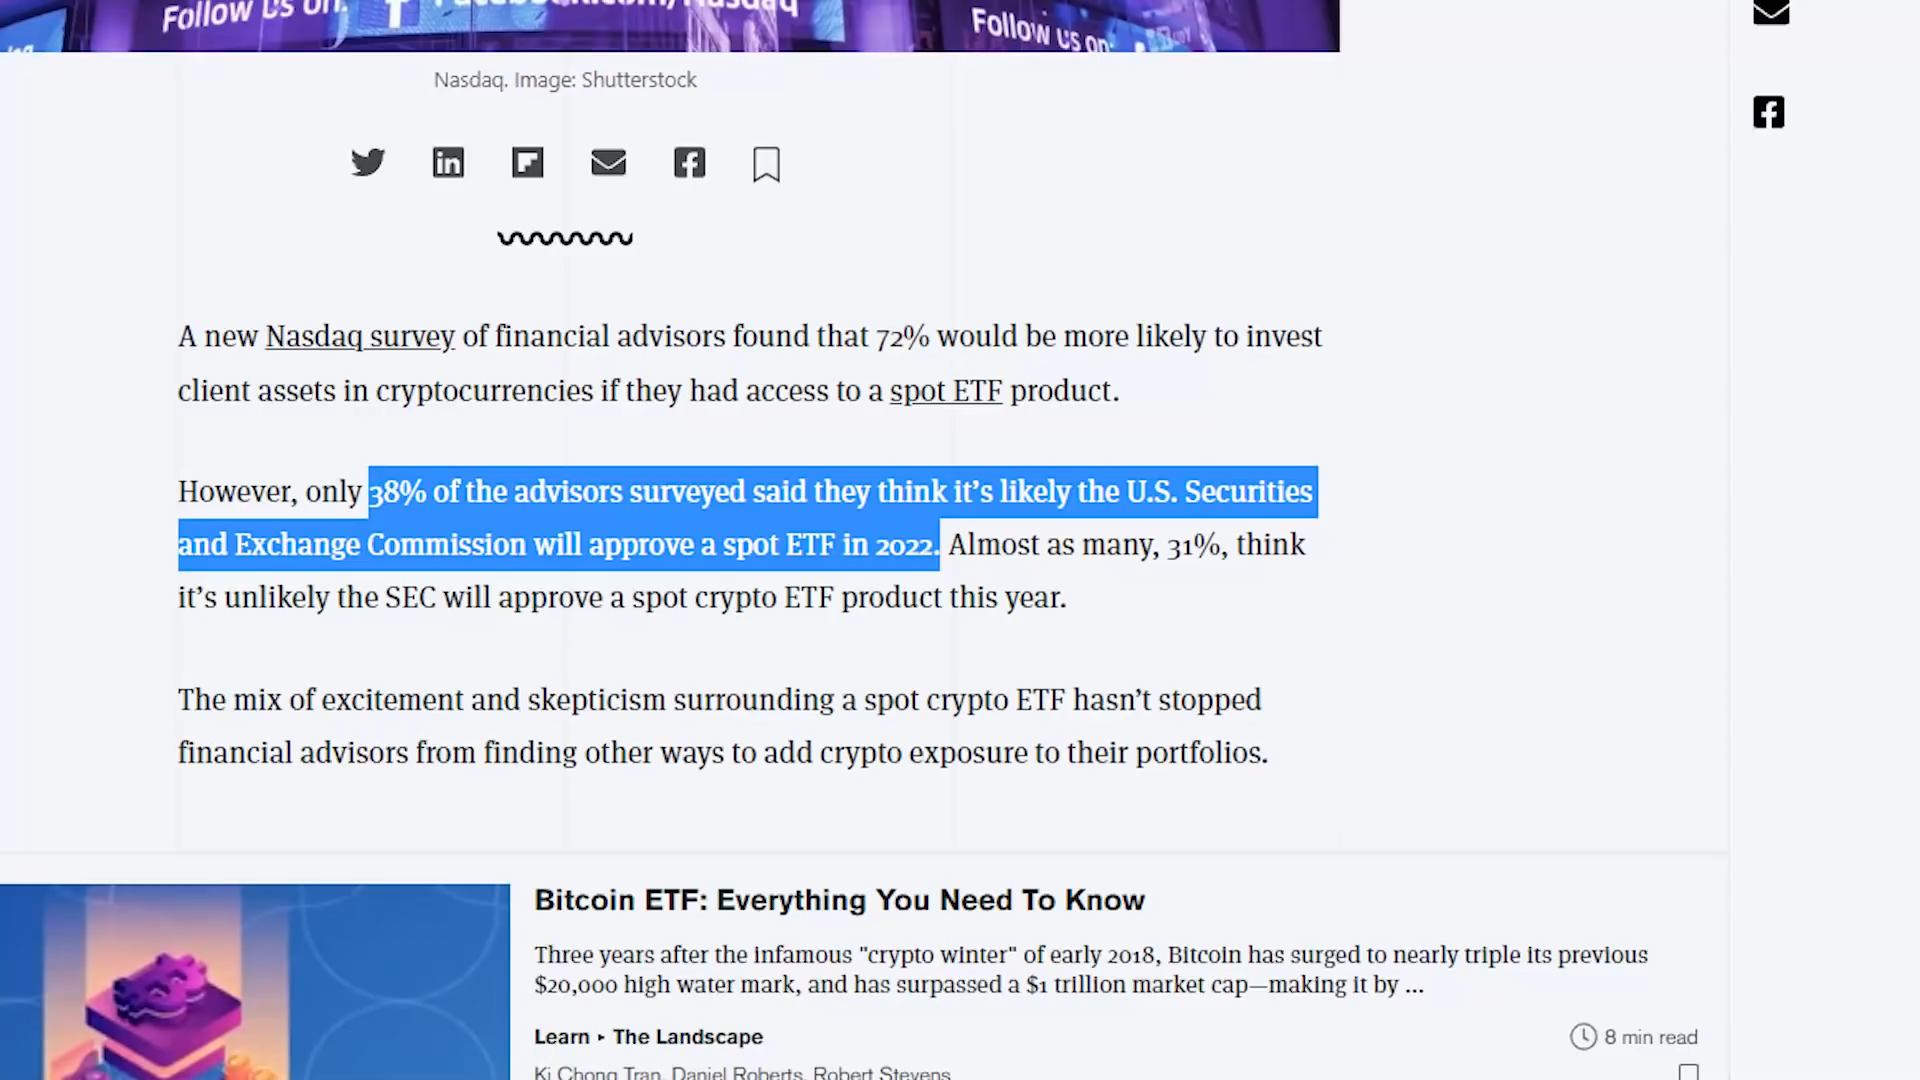 Follow Us on:
Facebook.com/Nasdaq
Follow us on:
Nasdaq. Image: Shutterstock
A new Nasdaq survey of financial advisors found that 72% would be more likely to invest
client assets in cryptocurrencies if they had access to a spot ETF product.
However, only 38% of the advisors surveyed said they think it’s likely the U.S. Securities
and Exchange Commission will approve a spot ETF in 2022. Almost as many, 31%, think
it’s unlikely the SEC will approve a spot crypto ETF product this year.
The mix of excitement and skepticism surrounding a spot crypto ETF hasn’t stopped
financial advisors from finding other ways to add crypto exposure to their portfolios.
Bitcoin ETF: Everything You Need To Know
Three years after the infamous "crypto winter" of early 2018, Bitcoin has surged to nearly triple its previous
$20,000 high water mark, and has surpassed a $1 trillion market cap—making it by ...
Learn ▸ The Landscape
8 min read
Ki Chong Tran, Daniel Roberts, Robert Stevens